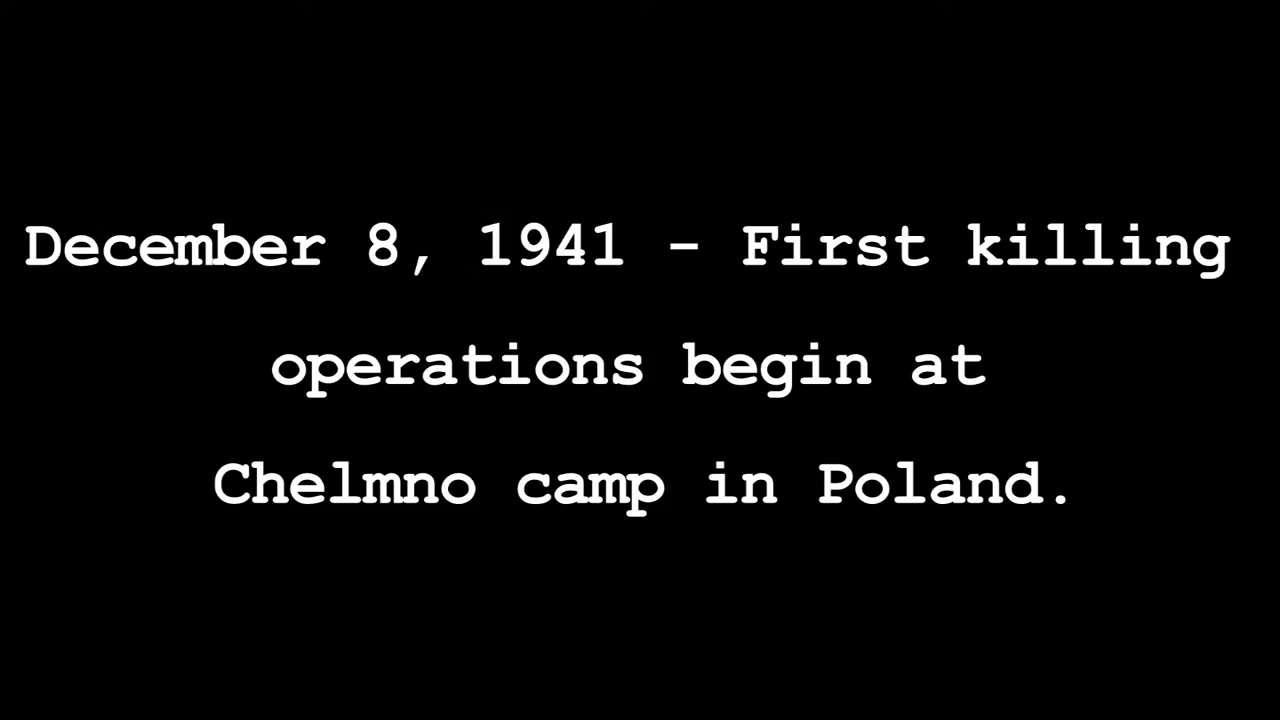 December 8, 1941 - First killing
operations begin at
Chelmno camp in Poland.